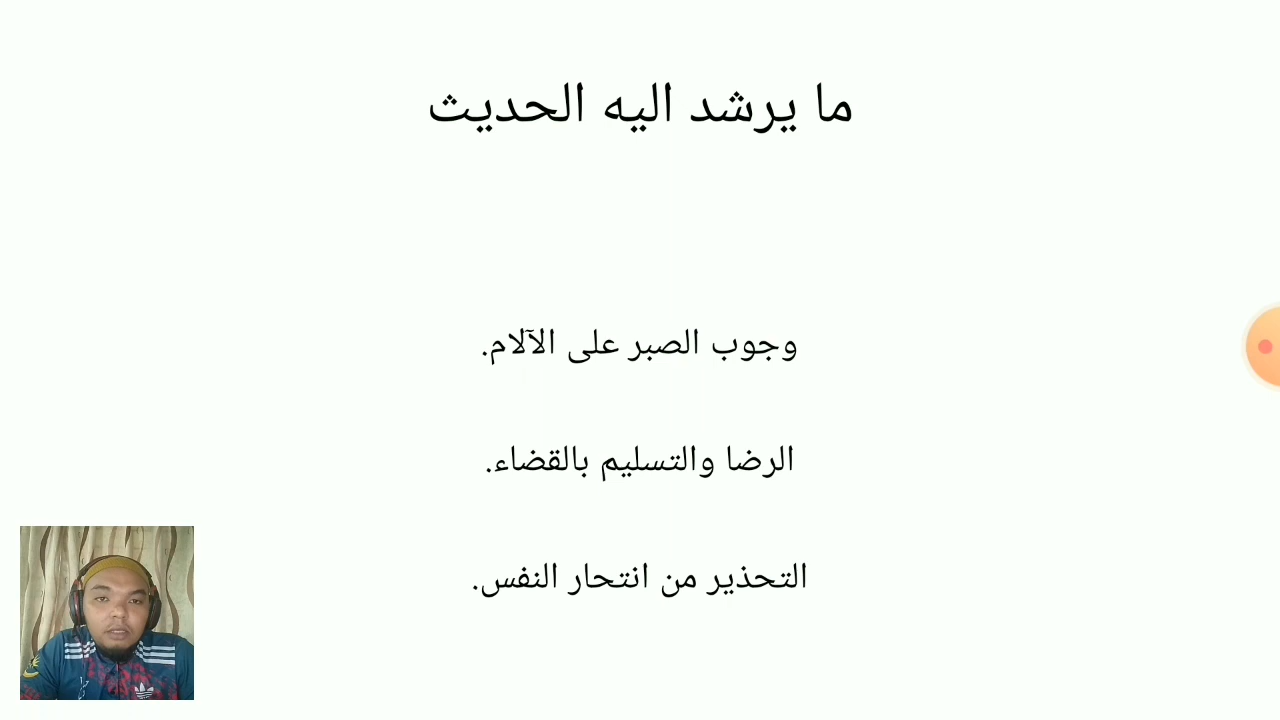 ما يرشد اليه الحديث
وجوب الصبر على الآلام.
الرضا والتسليم بالقضاء.
التحذير من انتحار النفس.